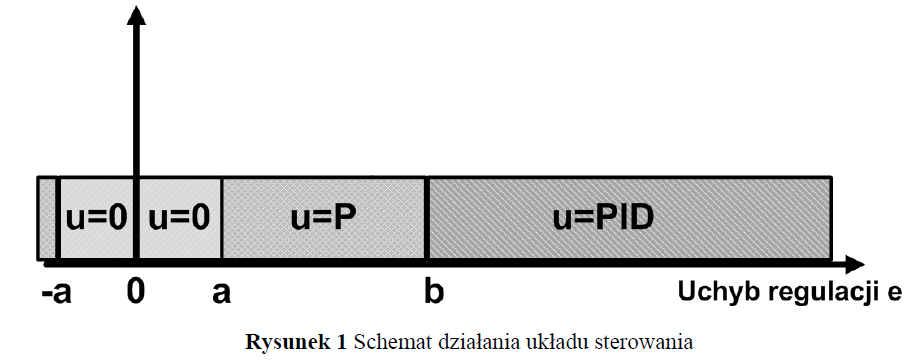 u=0 u=0 u=P u=PID
-a 0 a b Uchyb regulacji e
Rysunek 1 Schemat działania układu sterowania